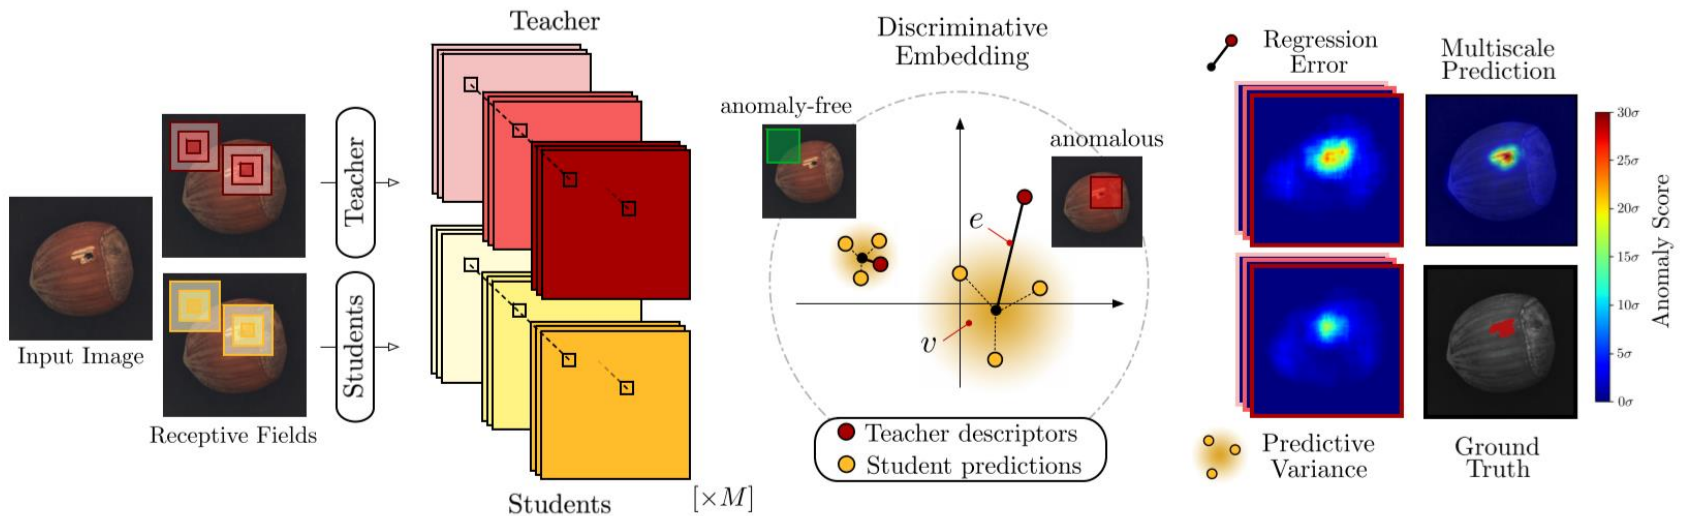 Input Image
Receptive Fields
Teacher
Students
Teacher
Students
[×M]
Discriminative
Embedding
anomaly-free
anomalous
e
v
Teacher descriptors
Student predictions
Regression
Error
Multiscale
Prediction
Predictive
Variance
Ground
Truth
30σ
25σ
20σ
15σ
10σ
5σ
0σ
Anomaly Score